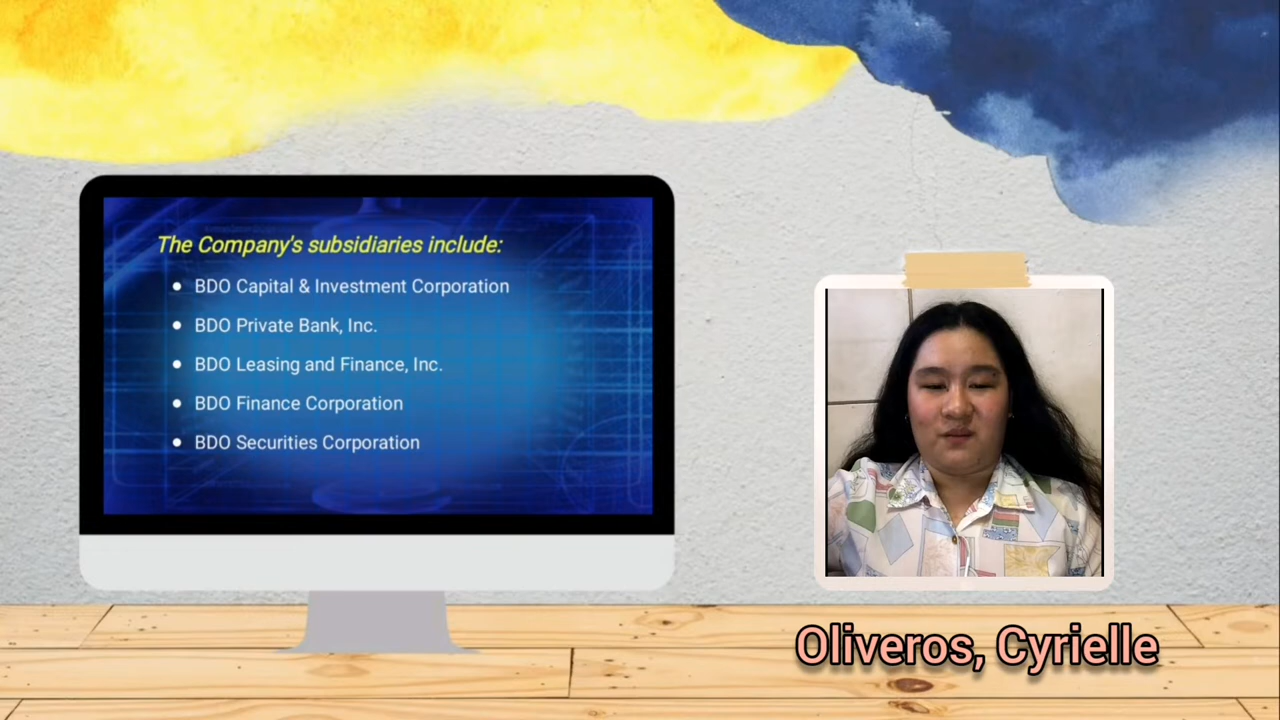 The Company's subsidiaries include:
BDO Capital & Investment Corporation
BDO Private Bank, Inc.
BDO Leasing and Finance, Inc.
BDO Finance Corporation
BDO Securities Corporation
Oliveros, Cyrielle